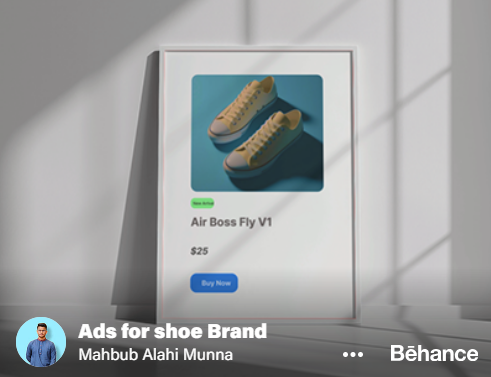 New Arrival
Air Boss Fly V1
$25
Buy Now
Ads for shoe Brand
Mahbub Alahi Munna
••• Bēhance